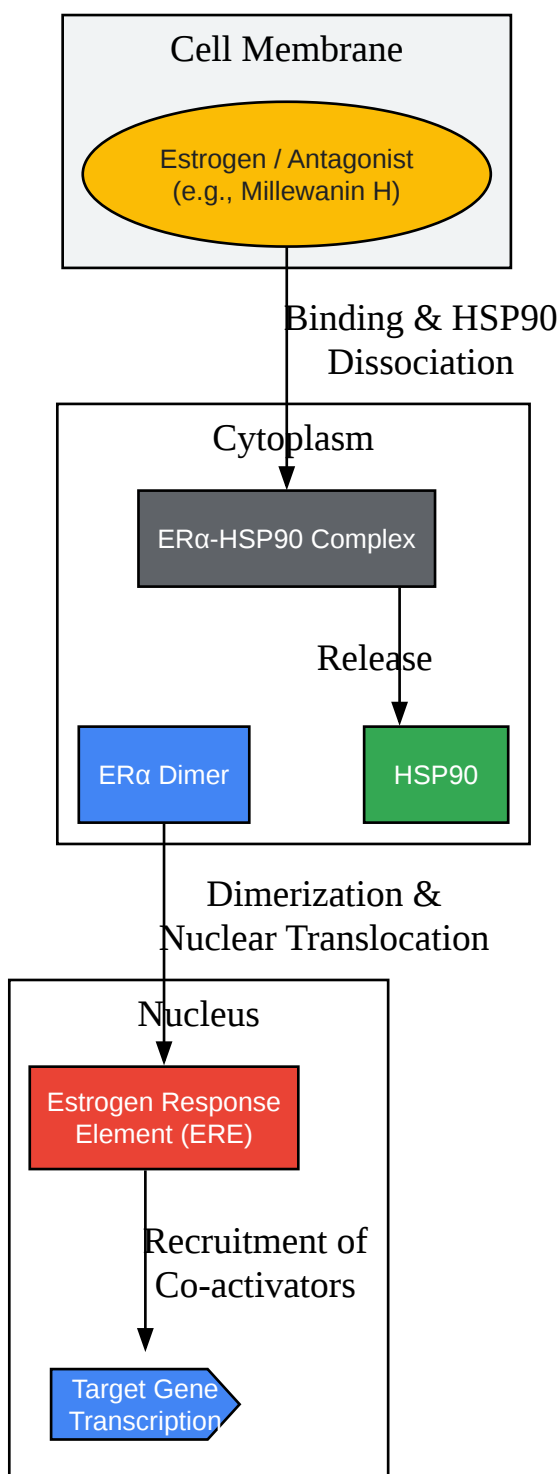 Cell Membrane
Estrogen / Antagonist
(e.g., Millewanin H)
Binding & HSP90
Dissociation
Cytoplasm
ERα-HSP90 Complex
Release
ERα Dimer
HSP90
Dimerization &
Nuclear Translocation
Nucleus
Estrogen Response
Element (ERE)
Recruitment of
Co-activators
Target Gene
Transcription